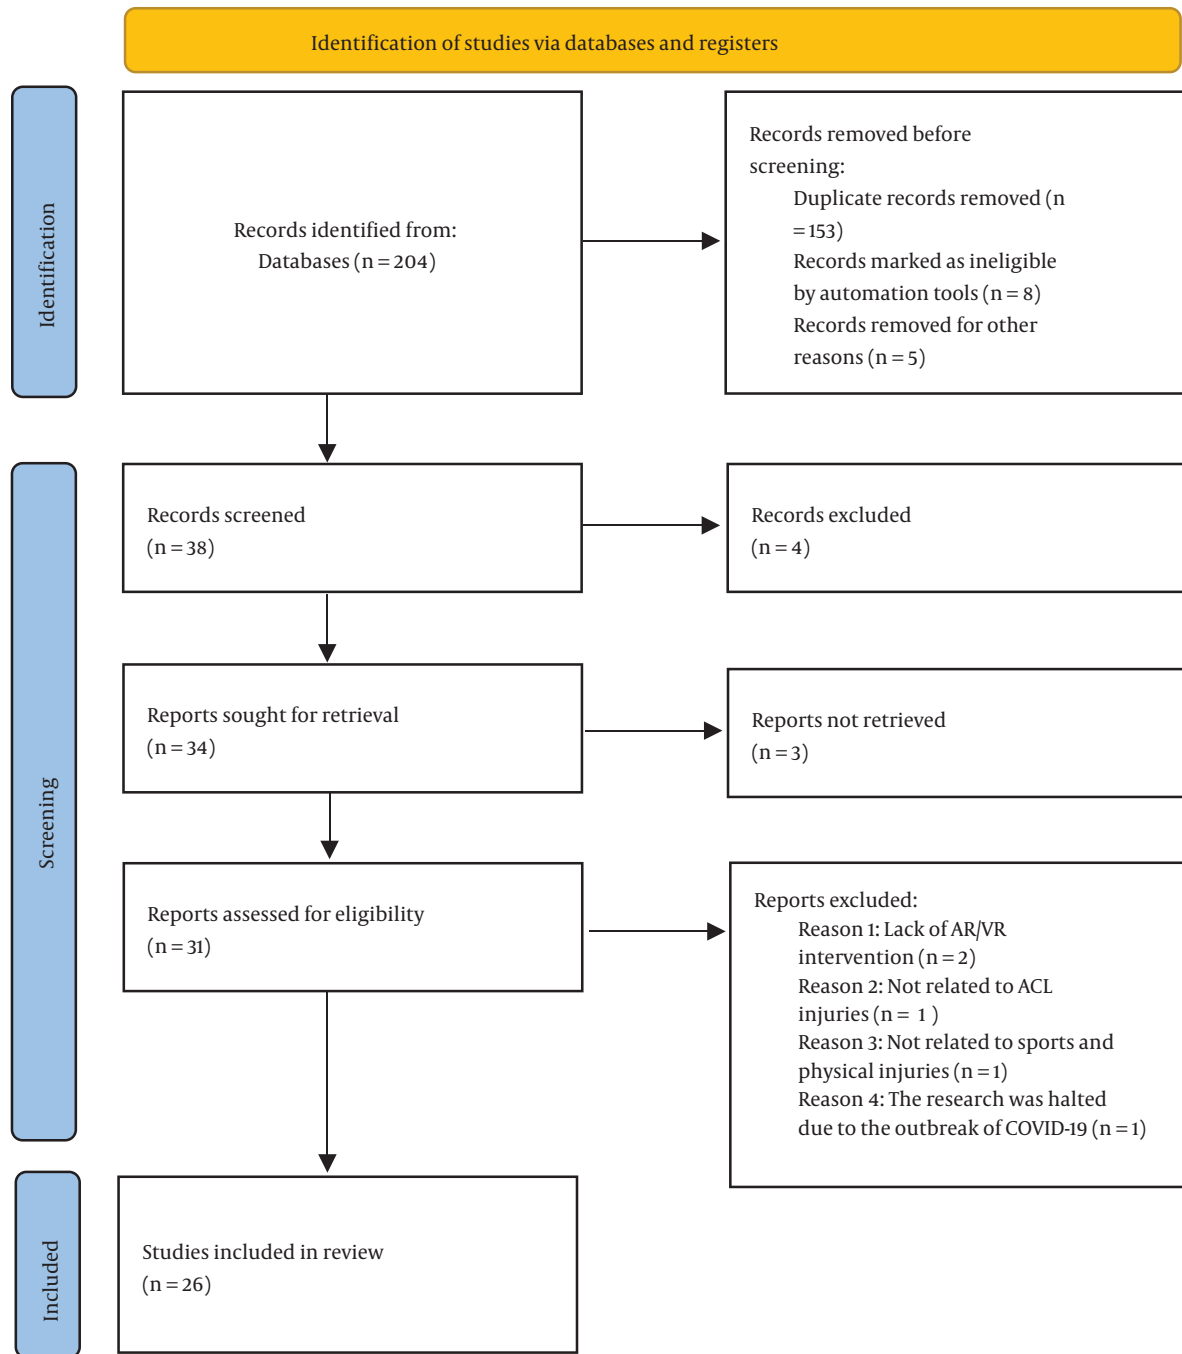 Identification of studies via databases and registers
Identification
Records identified from:
Databases (n = 204)
Records removed before
screening:
Duplicate records removed (n
= 153)
Records marked as ineligible
by automation tools (n = 8)
Records removed for other
reasons (n = 5)
Screening
Records screened
(n = 38)
Records excluded
(n = 4)
Reports sought for retrieval
(n = 34)
Reports not retrieved
(n = 3)
Reports assessed for eligibility
(n = 31)
Reports excluded:
Reason 1: Lack of AR/VR
intervention (n = 2)
Reason 2: Not related to ACL
injuries (n = 1 )
Reason 3: Not related to sports and
physical injuries (n = 1)
Reason 4: The research was halted
due to the outbreak of COVID-19 (n = 1)
Included
Studies included in review
(n = 26)